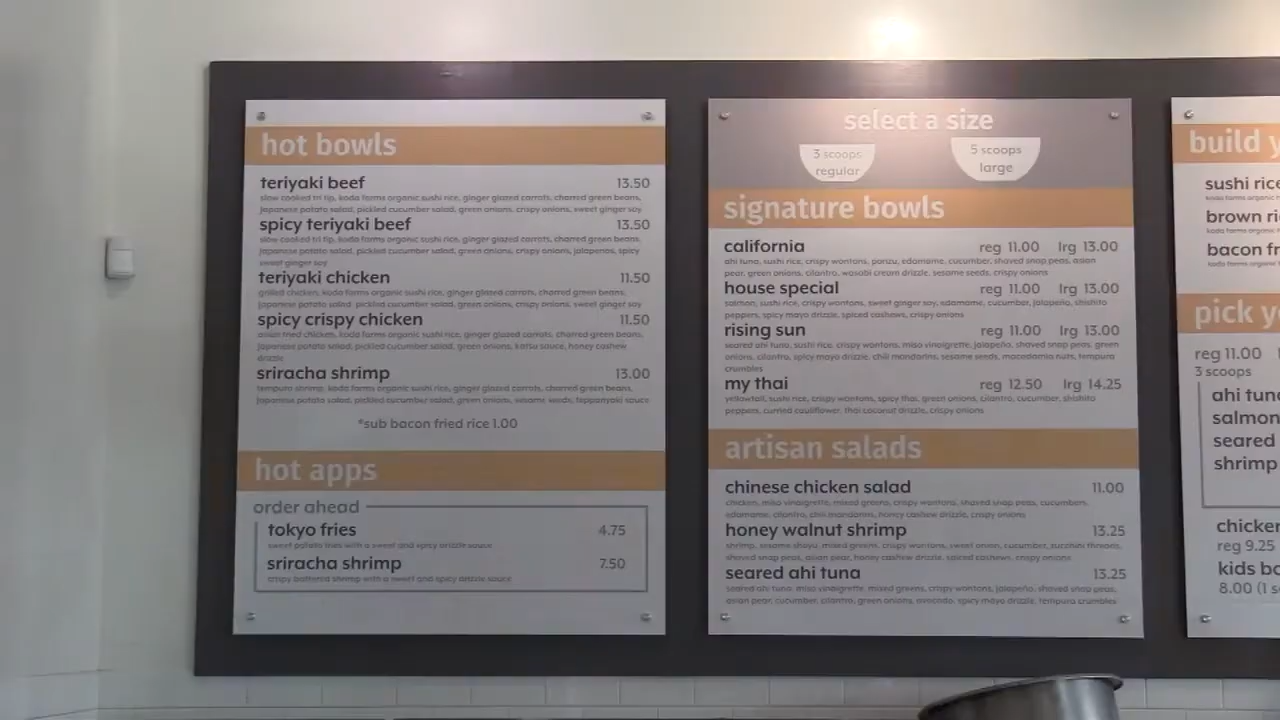 hot bowls
teriyaki beef 13.50
slow cooked tri tip, koda farms organic sushi rice, ginger glazed carrots, charred green beans,
japanese potato salad, pickled cucumber salad, green onions, crispy onions, sweet ginger soy
spicy teriyaki beef 13.50
slow cooked tri tip, koda farms organic sushi rice, ginger glazed carrots, charred green beans,
japanese potato salad, pickled cucumber salad, green onions, crispy onions, jalapenos, spicy
sweet ginger soy
teriyaki chicken 11.50
grilled chicken, koda farms organic sushi rice, ginger glazed carrots, charred green beans,
japanese potato salad, pickled cucumber salad, green onions, crispy onions, sweet ginger soy
spicy crispy chicken 11.50
asian fried chicken, koda farms organic sushi rice, ginger glazed carrots, charred green beans,
japanese potato salad, pickled cucumber salad, green onions, katsu sauce, honey cashew
drizzle
sriracha shrimp 13.00
tempura shrimp, koda farms organic sushi rice, ginger glazed carrots, charred green beans,
japanese potato salad, pickled cucumber salad, green onions, sesame seeds, teppanyaki sauce
*sub bacon fried rice 1.00
hot apps
order ahead
tokyo fries 4.75
sweet potato fries with a sweet and spicy drizzle sauce
sriracha shrimp 7.50
crispy battered shrimp with a sweet and spicy drizzle sauce
select a size
3 scoops
regular
5 scoops
large
signature bowls
california reg 11.00 lrg 13.00
ahi tuna, sushi rice, crispy wontons, ponzu, edamame, cucumber, shaved snap peas, asian
pear, green onions, cilantro, wasabi cream drizzle, sesame seeds, crispy onions
house special reg 11.00 lrg 13.00
salmon, sushi rice, crispy wontons, sweet ginger soy, edamame, cucumber, jalapeño, shishito
peppers, spicy mayo drizzle, spiced cashews, crispy onions
rising sun reg 11.00 lrg 13.00
seared ahi tuna, sushi rice, crispy wontons, miso vinaigrette, jalapeño, shaved snap peas, green
onions, cilantro, spicy mayo drizzle, chili mandarins, sesame seeds, macadamia nuts, tempura
crumbles
my thai reg 12.50 lrg 14.25
yellowtail, sushi rice, crispy wontons, spicy thai, green onions, cilantro, cucumber, shishito
peppers, curried cauliflower, thai coconut drizzle, crispy onions
artisan salads
chinese chicken salad 11.00
chicken, miso vinaigrette, mixed greens, crispy wontons, shaved snap peas, cucumbers,
edamame, cilantro, chili mandarins, honey cashew drizzle, crispy onions
honey walnut shrimp 13.25
shrimp, sesame shoyu, mixed greens, crispy wontons, sweet onion, cucumber, zucchini threads,
shaved snap peas, asian pear, honey cashew drizzle, spiced cashews, crispy onions
seared ahi tuna 13.25
seared ahi tuna, miso vinaigrette, mixed greens, crispy wontons, jalapeño, shaved snap peas,
asian pear, cucumber, cilantro, green onions, avocado, spicy mayo drizzle, tempura crumbles
build y
sushi rice
koda farms organic
brown ri
koda farms organic
bacon fr
koda farms organic
pick yo
reg 11.00
3 scoops
ahi tuna
salmon
seared
shrimp
chicken
reg 9.25
kids bo
8.00 (1 s